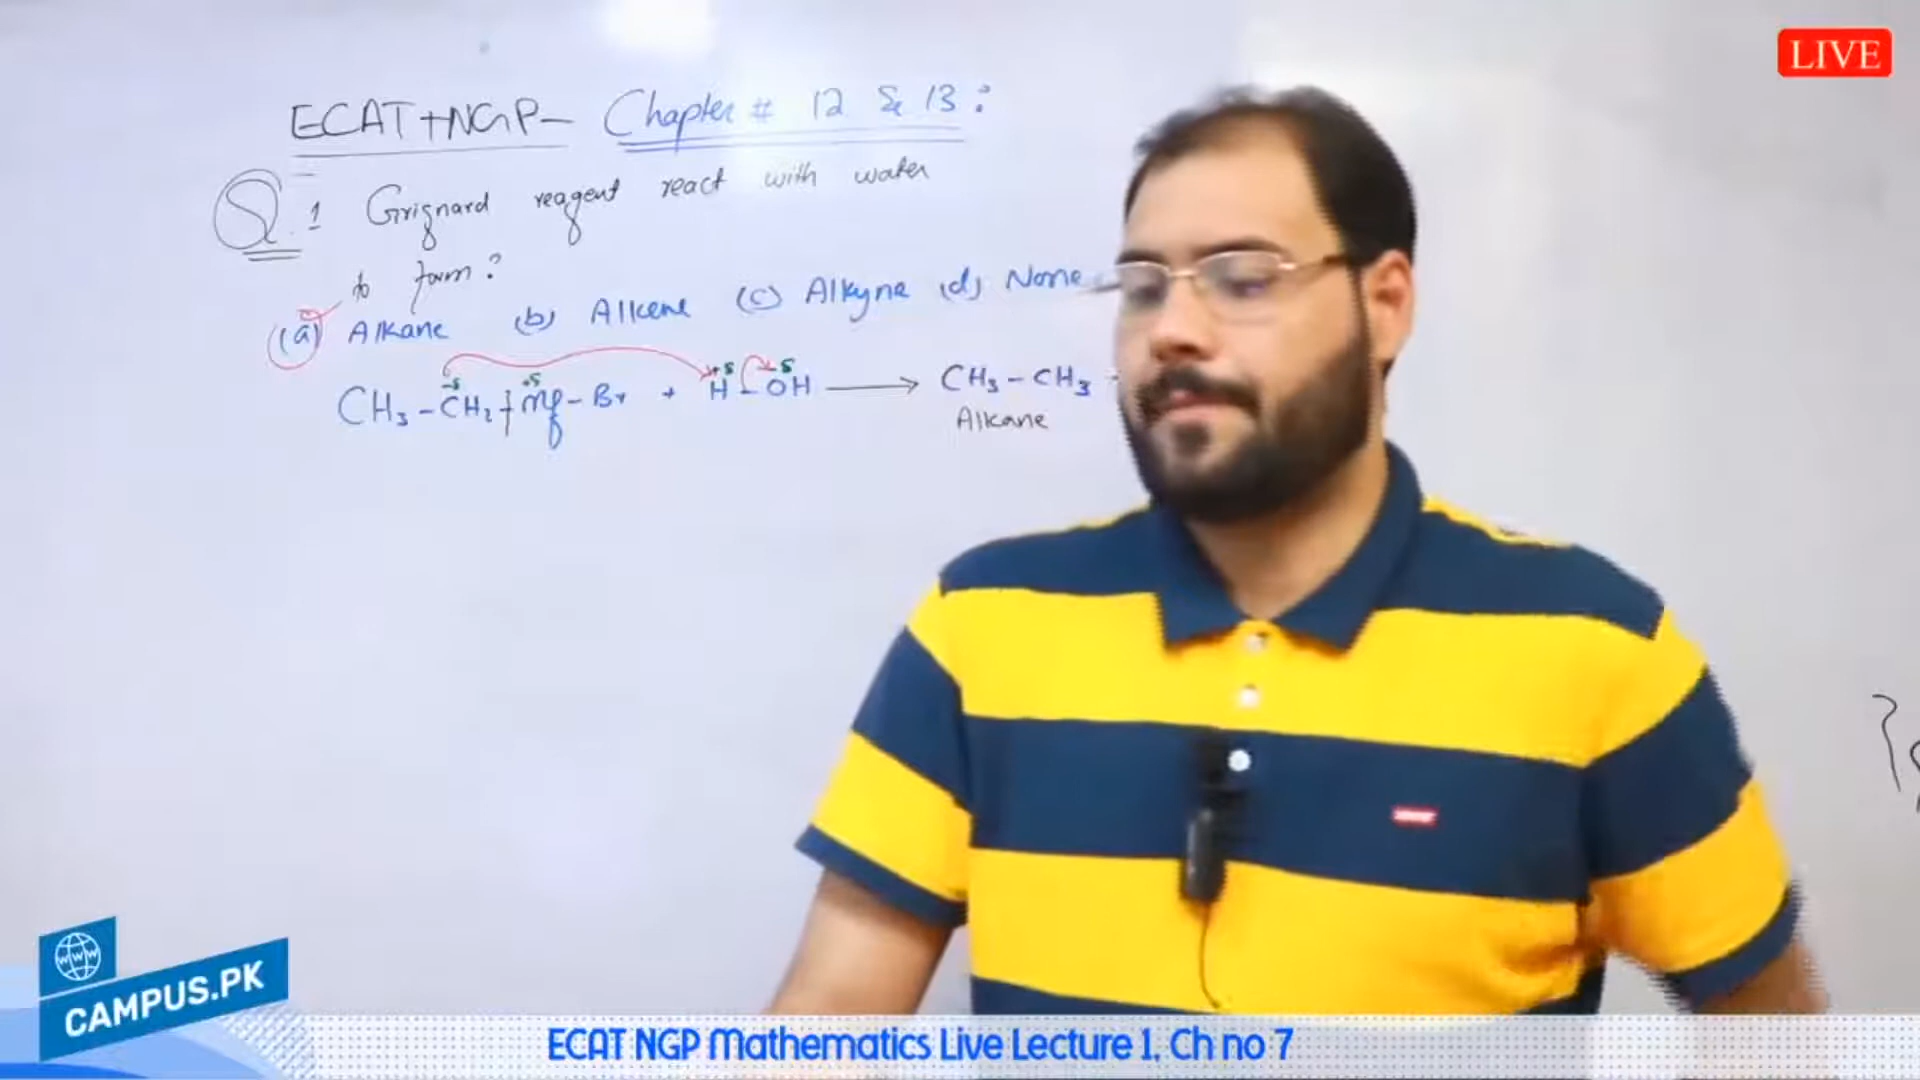 LIVE
ECAT+NGP- Chapter # 12 & 13:
Q.1 Grignard reagent react with water
to form?
(a) Alkane (b) Alkene (c) Alkyne (d) None
-δ +δ +δ -δ
CH₃-CH₂-Mg-Br + H-OH → CH₃-CH₃
Alkane
WWW
CAMPUS.PK
ECAT NGP Mathematics Live Lecture 1, Ch no 7